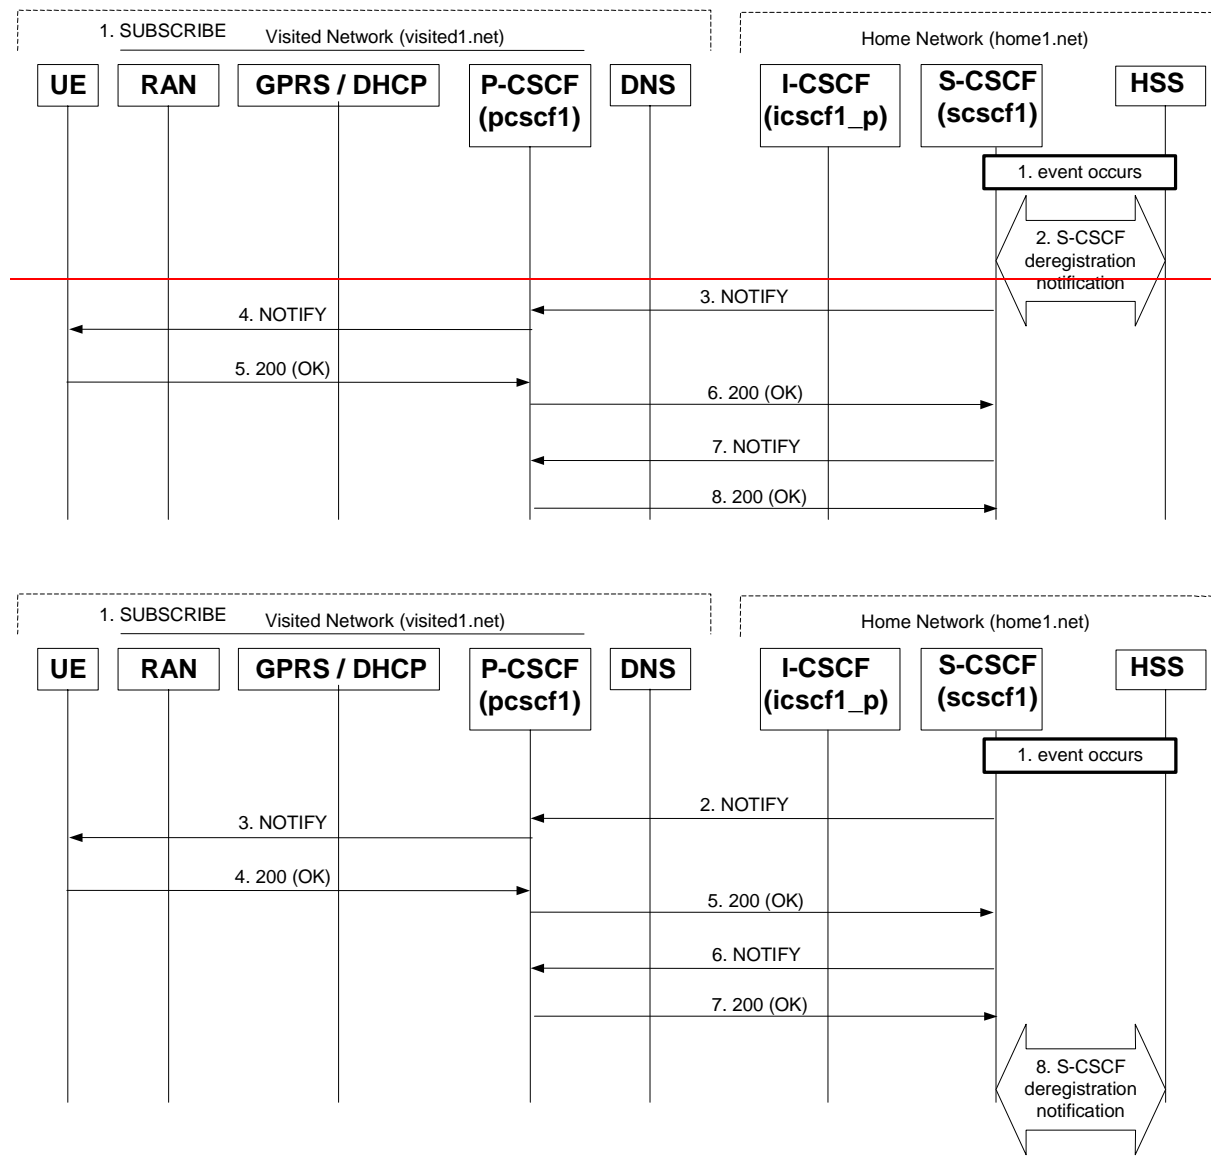 1. SUBSCRIBE
Visited Network (visited1.net)
Home Network (home1.net)
UE
RAN
GPRS / DHCP
P-CSCF
(pcscf1)
DNS
I-CSCF
(icscf1_p)
S-CSCF
(scscf1)
HSS
1. event occurs
2. S-CSCF
deregistration
notification
3. NOTIFY
4. NOTIFY
5. 200 (OK)
6. 200 (OK)
7. NOTIFY
8. 200 (OK)
1. SUBSCRIBE
Visited Network (visited1.net)
Home Network (home1.net)
UE
RAN
GPRS / DHCP
P-CSCF
(pcscf1)
DNS
I-CSCF
(icscf1_p)
S-CSCF
(scscf1)
HSS
1. event occurs
2. NOTIFY
3. NOTIFY
4. 200 (OK)
5. 200 (OK)
6. NOTIFY
7. 200 (OK)
8. S-CSCF
deregistration
notification